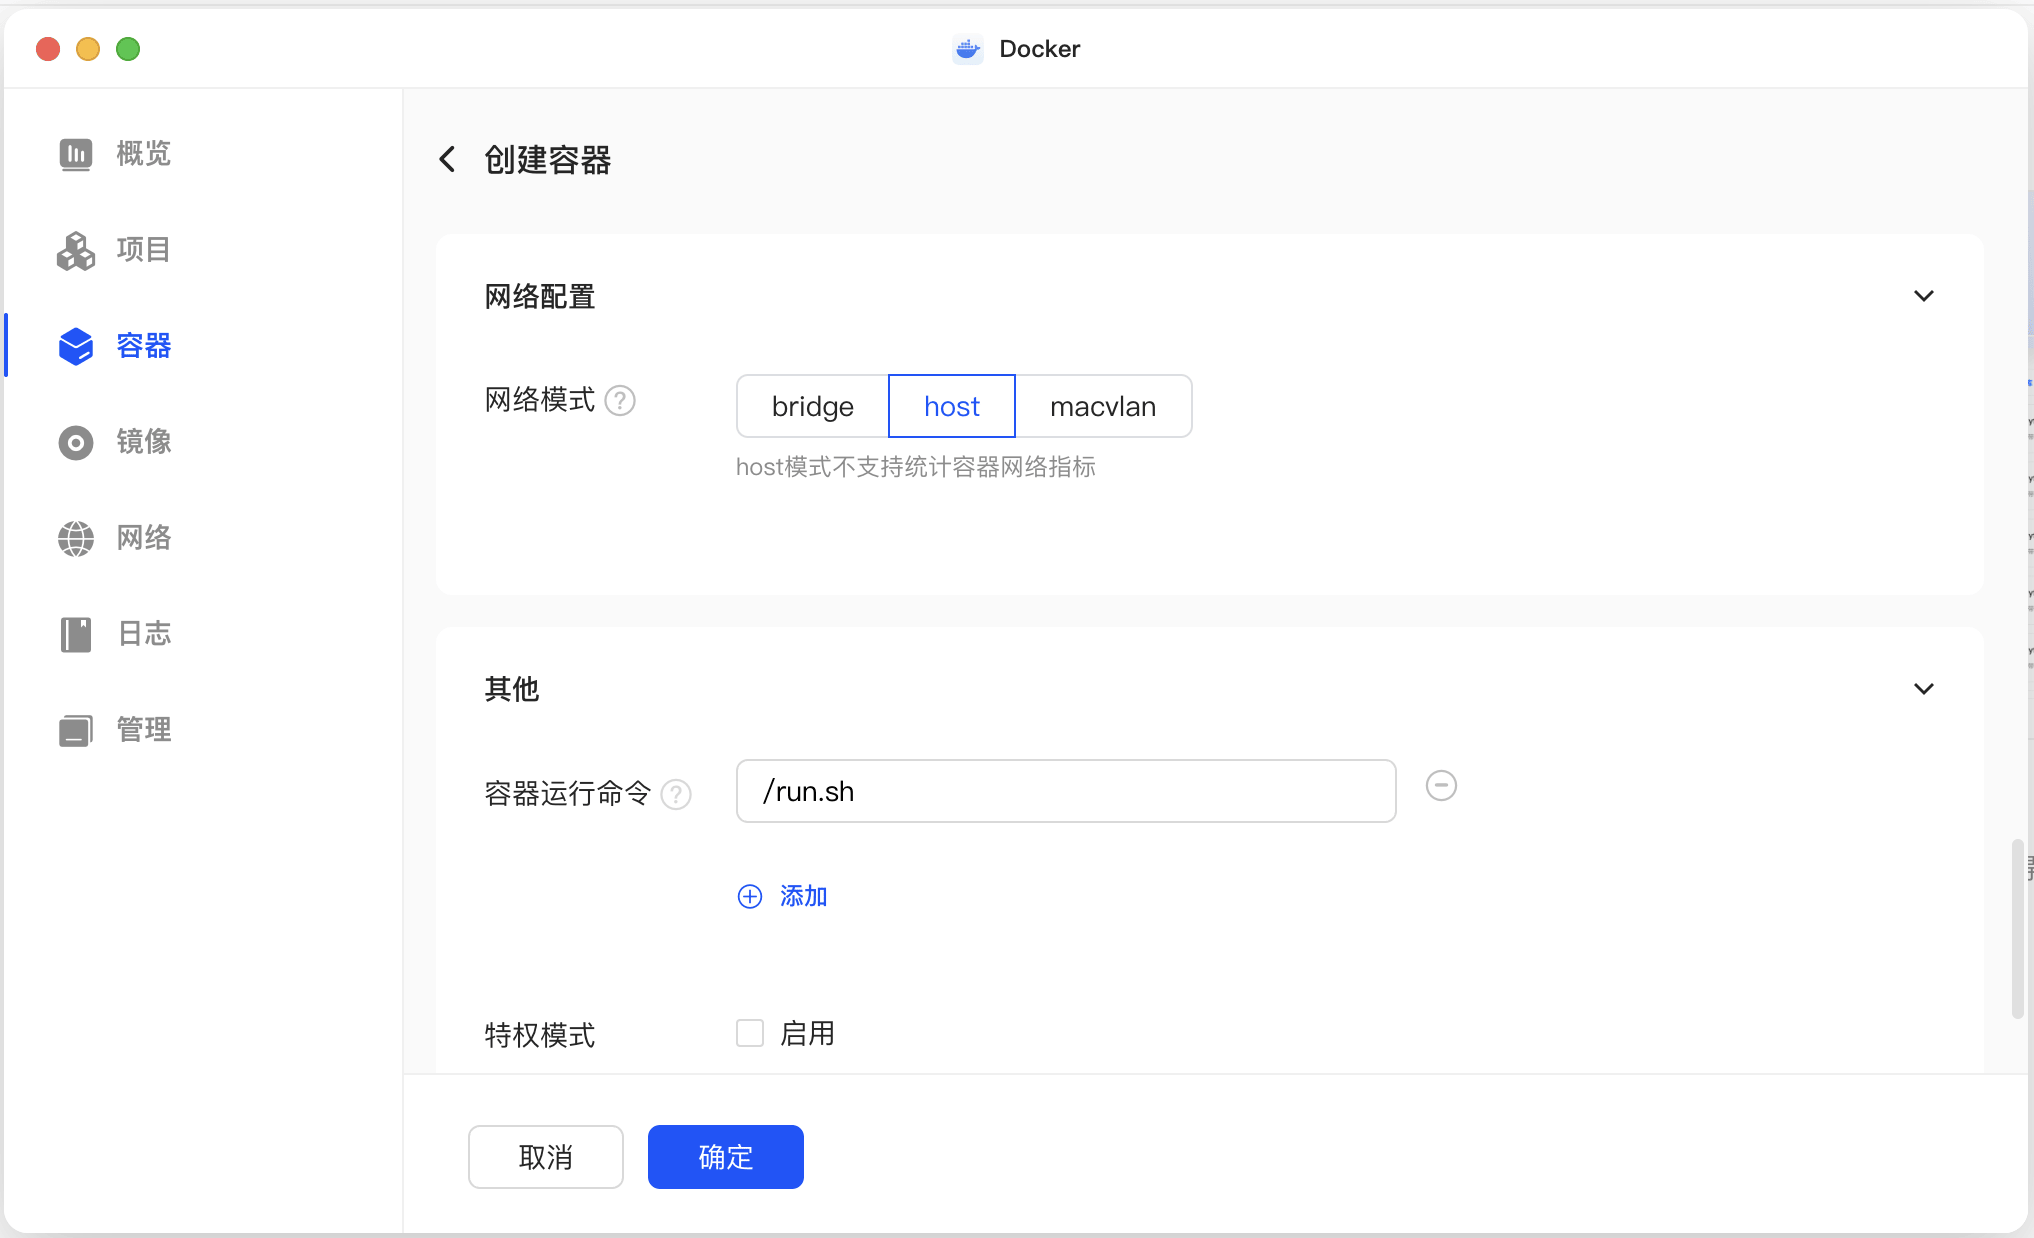 Docker
概览
项目
容器
镜像
网络
日志
管理
创建容器
网络配置
网络模式 ?
bridge host macvlan
host模式不支持统计容器网络指标
其他
容器运行命令 ? /run.sh
添加
特权模式 启用
取消 确定